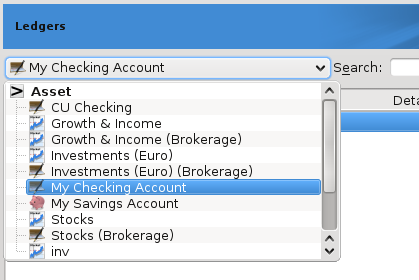 Ledgers
My Checking Account Search:
Asset Deta
CU Checking
Growth & Income
Growth & Income (Brokerage)
Investments (Euro)
Investments (Euro) (Brokerage)
My Checking Account
My Savings Account
Stocks
Stocks (Brokerage)
inv